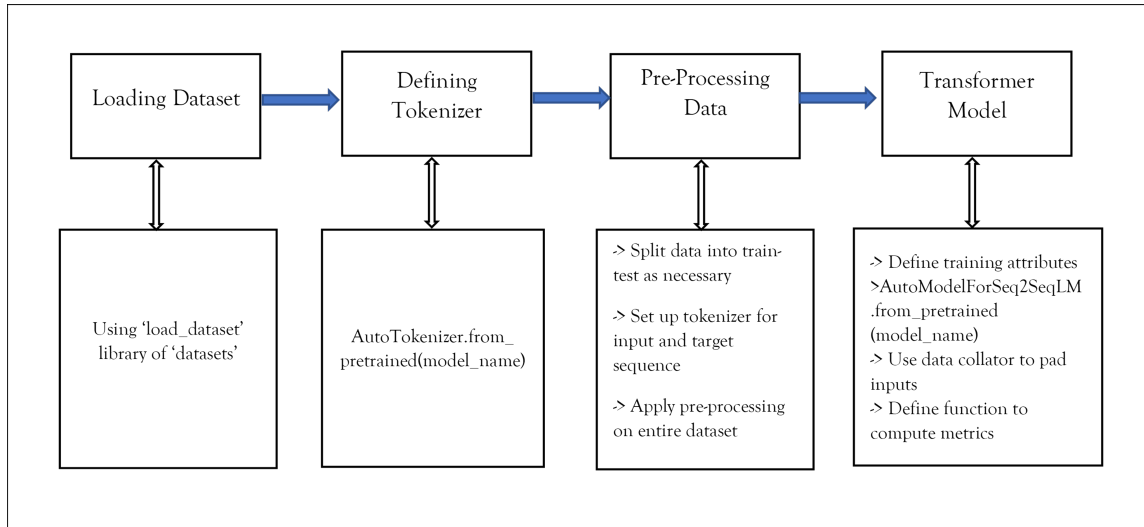 Loading Dataset
Defining
Tokenizer
Pre-Processing
Data
Transformer
Model
Using ‘load_dataset’
library of ‘datasets’
AutoTokenizer.from_
pretrained(model_name)
-> Split data into train-
test as necessary
-> Set up tokenizer for
input and target
sequence
-> Apply pre-processing
on entire dataset
-> Define training attributes
>AutoModelForSeq2SeqLM
.from_pretrained
(model_name)
-> Use data collator to pad
inputs
-> Define function to
compute metrics